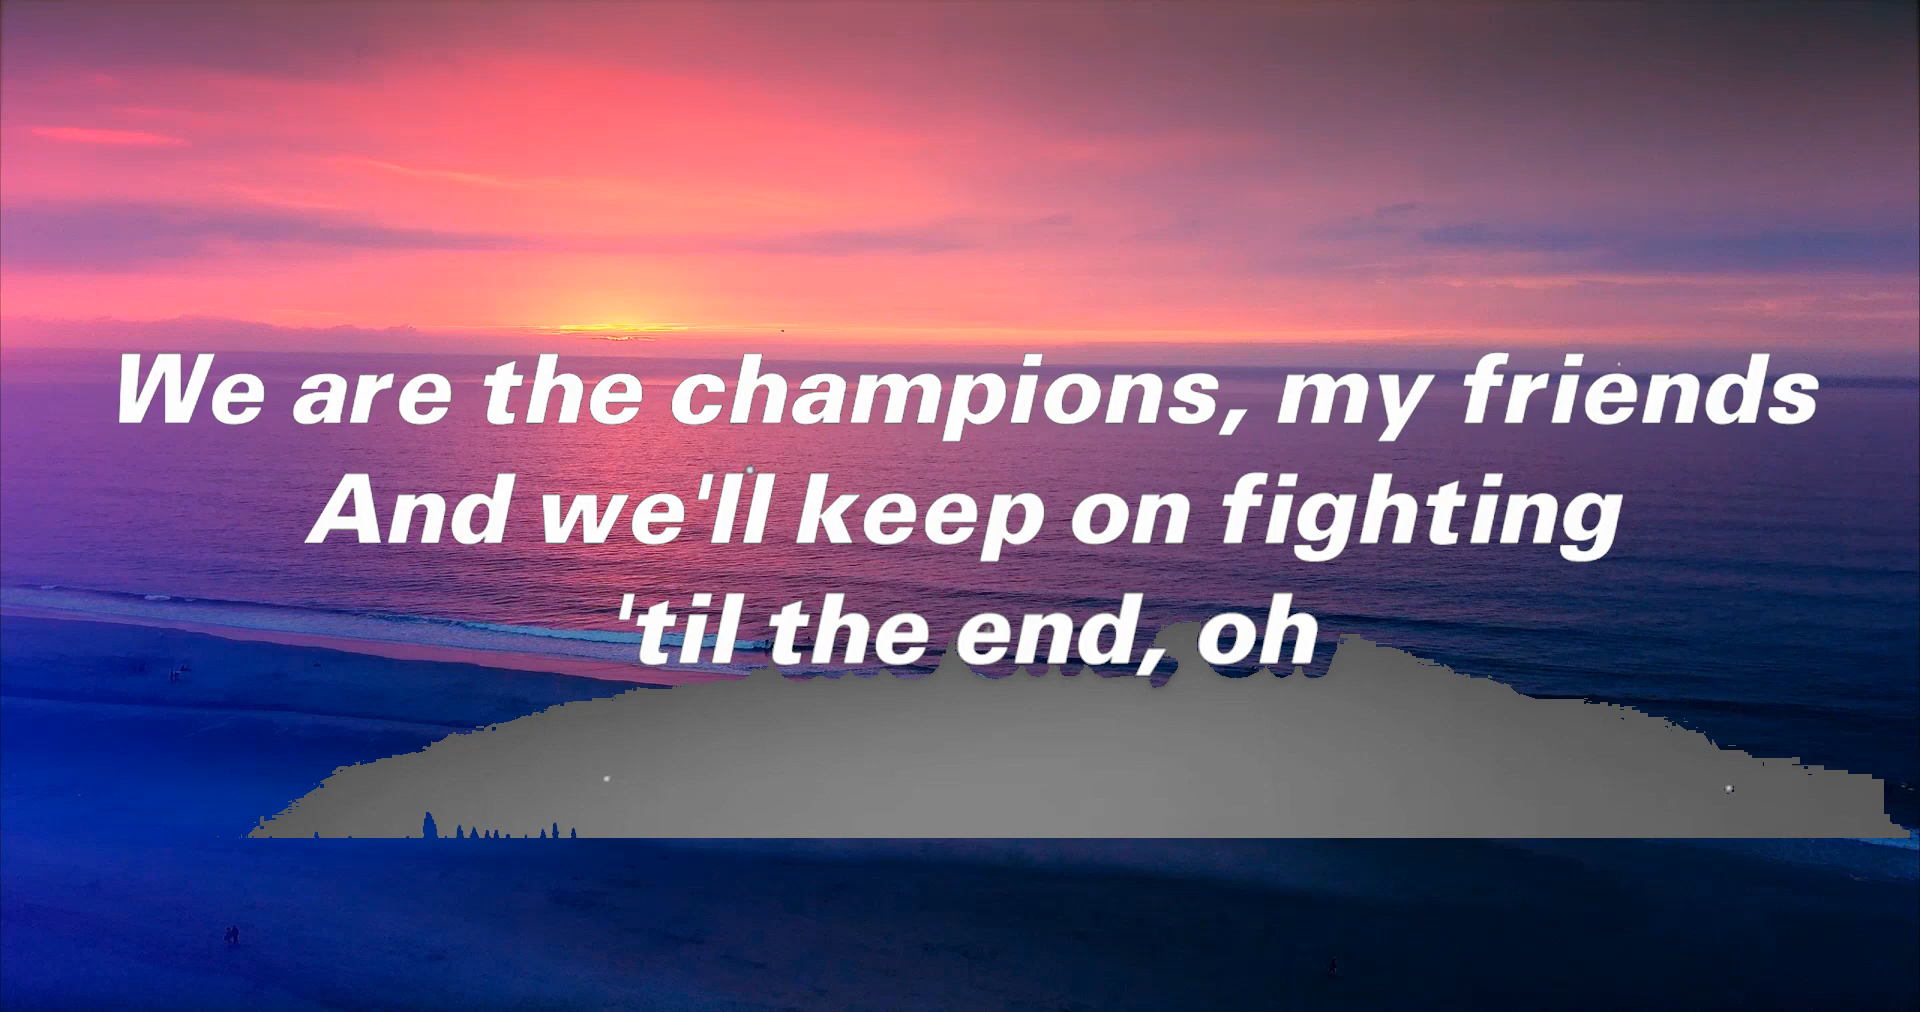 We are the champions, my friends
And we'll keep on fighting
'til the end, oh